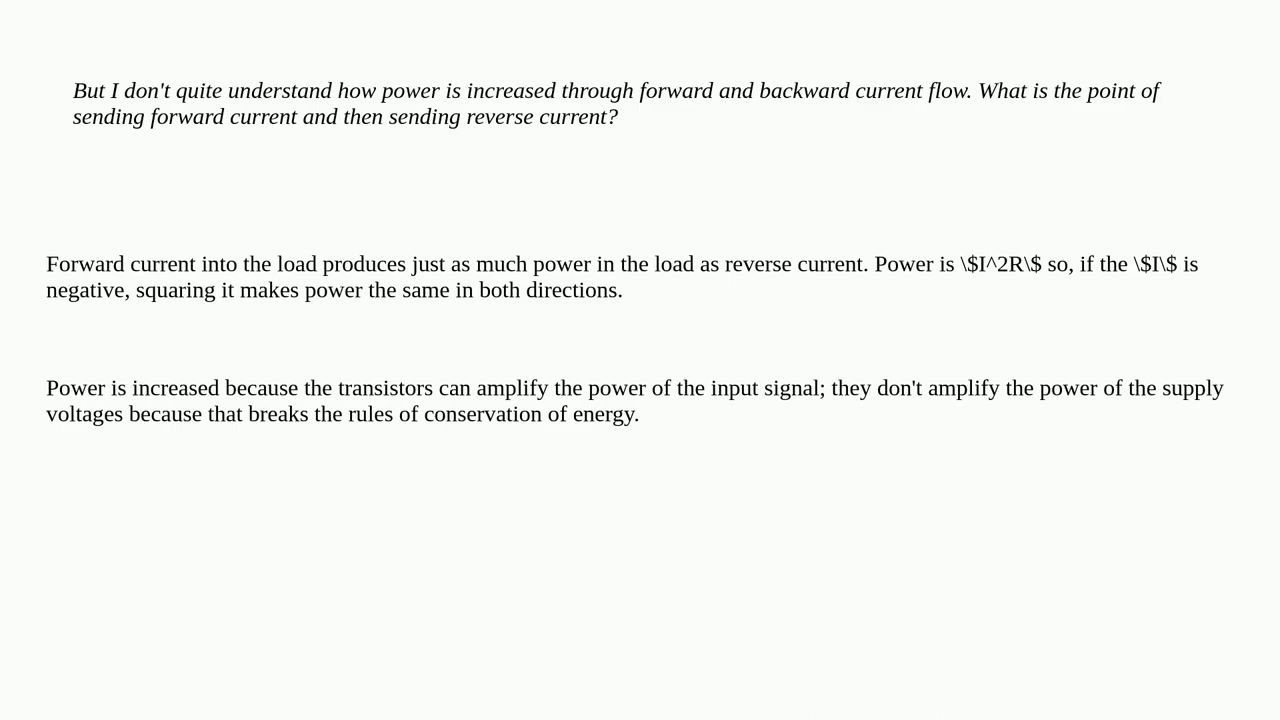 But I don't quite understand how power is increased through forward and backward current flow. What is the point of
sending forward current and then sending reverse current?
Forward current into the load produces just as much power in the load as reverse current. Power is \$I^2R\$ so, if the \$I\$ is
negative, squaring it makes power the same in both directions.
Power is increased because the transistors can amplify the power of the input signal; they don't amplify the power of the supply
voltages because that breaks the rules of conservation of energy.